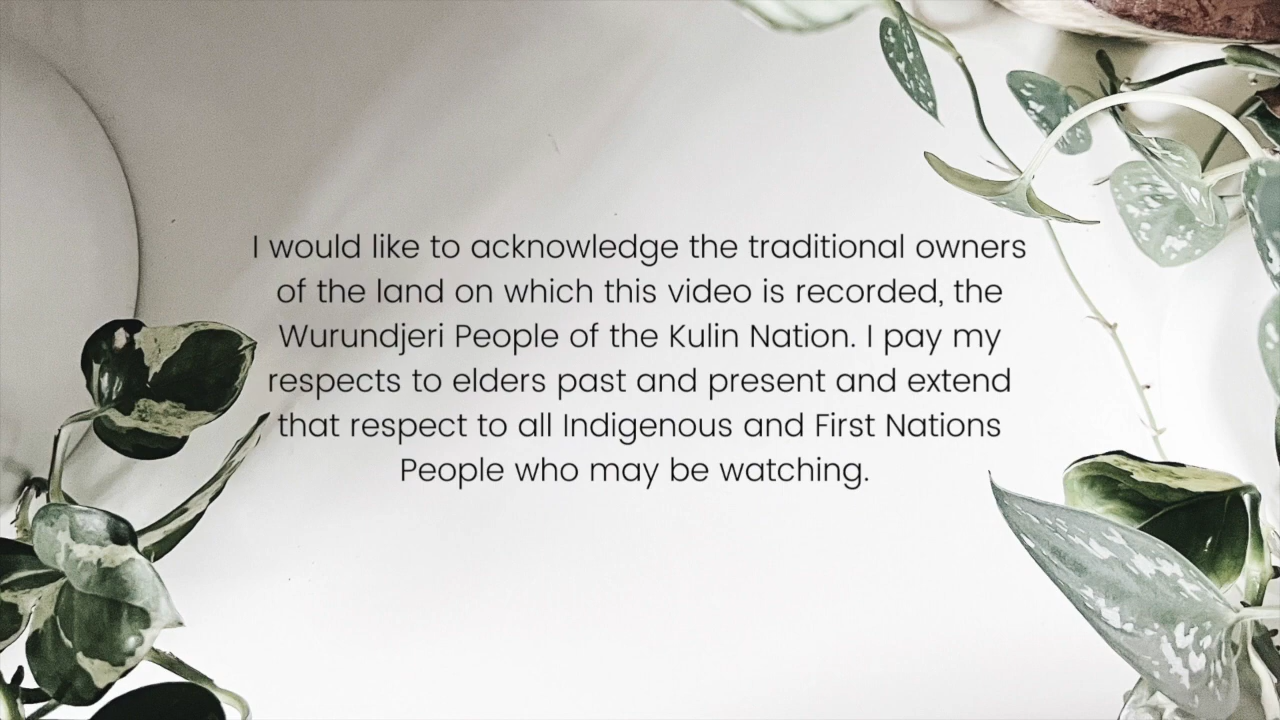 I would like to acknowledge the traditional owners
of the land on which this video is recorded, the
Wurundjeri People of the Kulin Nation. I pay my
respects to elders past and present and extend
that respect to all Indigenous and First Nations
People who may be watching.